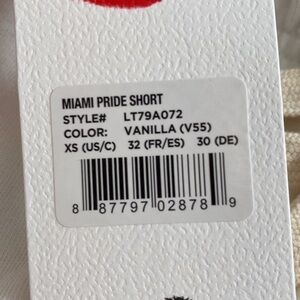 MIAMI PRIDE SHORT
STYLE# LT79A072
COLOR: VANILLA (V55)
XS (US/C) 32 (FR/ES) 30 (DE)
8 87797 02878 9